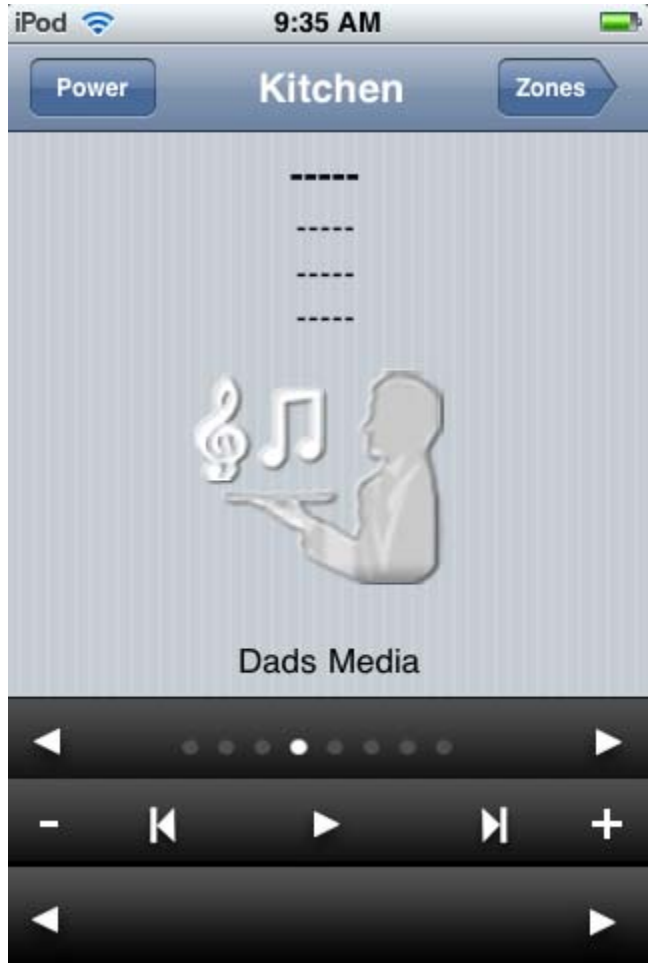 iPod 9:35 AM
Power Kitchen Zones
-----
-----
-----
-----
Dads Media
- +